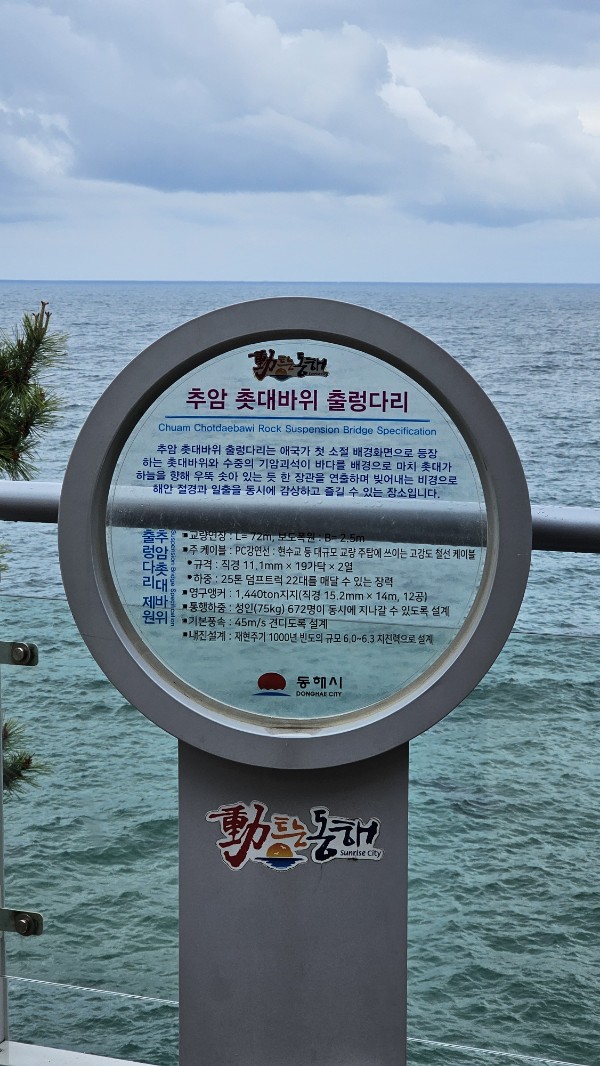 動트는동해
추암 촛대바위 출렁다리
Chuam Chotdaebawi Rock Suspension Bridge Specification
추암 촛대바위 출렁다리는 애국가 첫 소절 배경화면으로 등장
하는 촛대바위와 수중의 기암괴석이 바다를 배경으로 마치 촛대가
하늘을 향해 우뚝 솟아 있는 듯 한 장관을 연출하며 빚어내는 비경으로
해안 절경과 일출을 동시에 감상하고 즐길 수 있는 장소입니다.
추암 촛대바위
출렁다리 제원
Suspension Bridge Specification
▪교량연장 : L= 72m, 보도폭원 : B= 2.5m
▪주 케이블 : PC강연선 : 현수교 등 대규모 교량 주탑에 쓰이는 고강도 철선 케이블
•규격 : 직경 11.1mm × 19가닥 × 2열
•하중 : 25톤 덤프트럭 22대를 매달 수 있는 장력
▪영구앵커 : 1,440ton지지(직경 15.2mm × 14m, 12공)
▪통행하중 : 성인(75kg) 672명이 동시에 지나갈 수 있도록 설계
▪기본풍속 : 45m/s 견디도록 설계
▪내진설계 : 재현주기 1000년 빈도의 규모 6.0~6.3 지진력으로 설계
동해시
DONGHAE CITY
動트는동해
Sunrise City